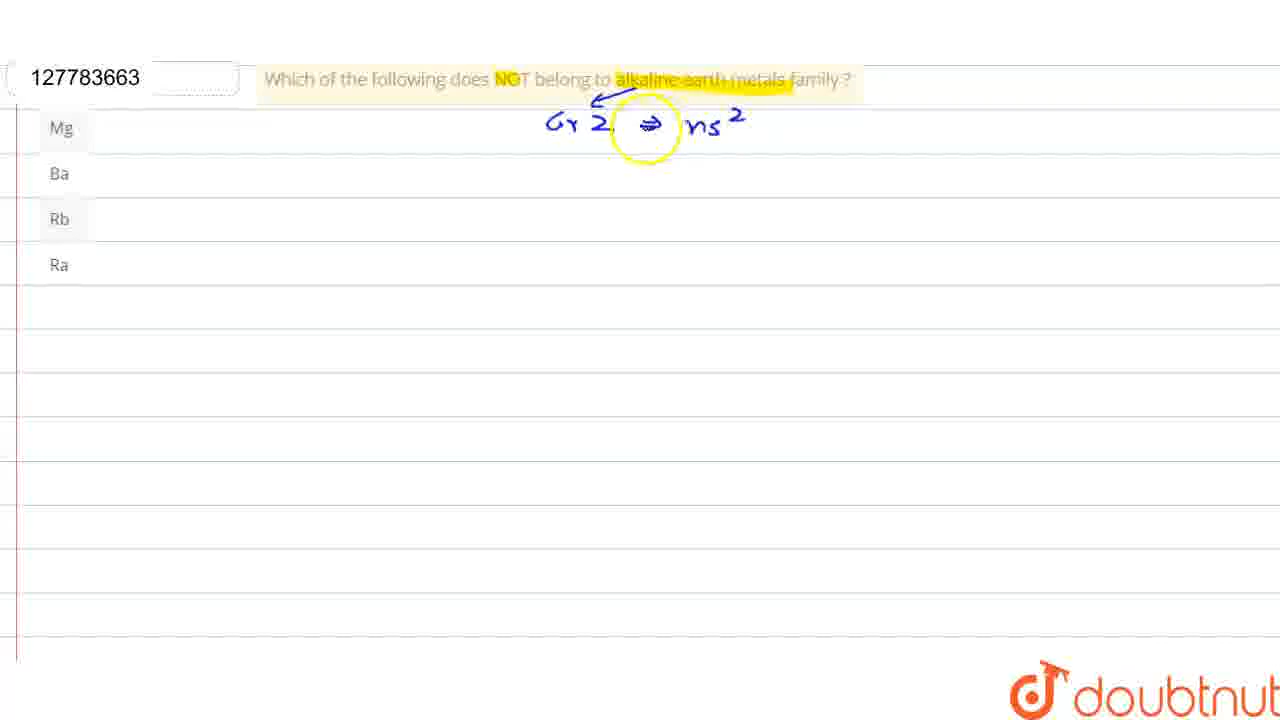 127783663
Which of the following does NOT belong to alkaline earth metals family ?
Gr 2 ⇒ ns²
Mg
Ba
Rb
Ra
doubtnut